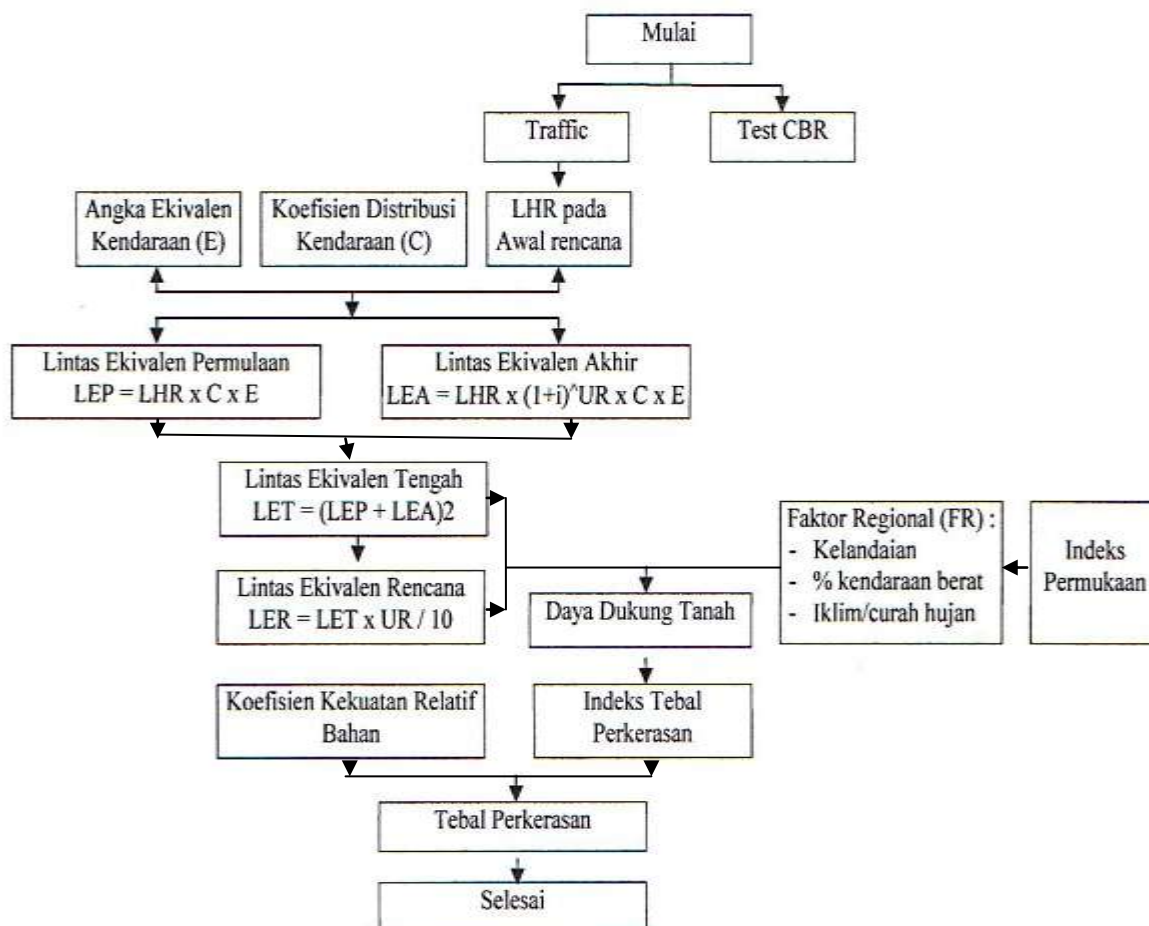 Mulai
Traffic
Test CBR
Angka Ekivalen
Kendaraan (E)
Koefisien Distribusi
Kendaraan (C)
LHR pada
Awal rencana
Lintas Ekivalen Permulaan
LEP = LHR x C x E
Lintas Ekivalen Akhir
LEA = LHR x (1+i)^UR x C x E
Lintas Ekivalen Tengah
LET = (LEP + LEA)2
Faktor Regional (FR) :
- Kelandaian
- % kendaraan berat
- Iklim/curah hujan
Indeks
Permukaan
Lintas Ekivalen Rencana
LER = LET x UR / 10
Daya Dukung Tanah
Koefisien Kekuatan Relatif
Bahan
Indeks Tebal
Perkerasan
Tebal Perkerasan
Selesai